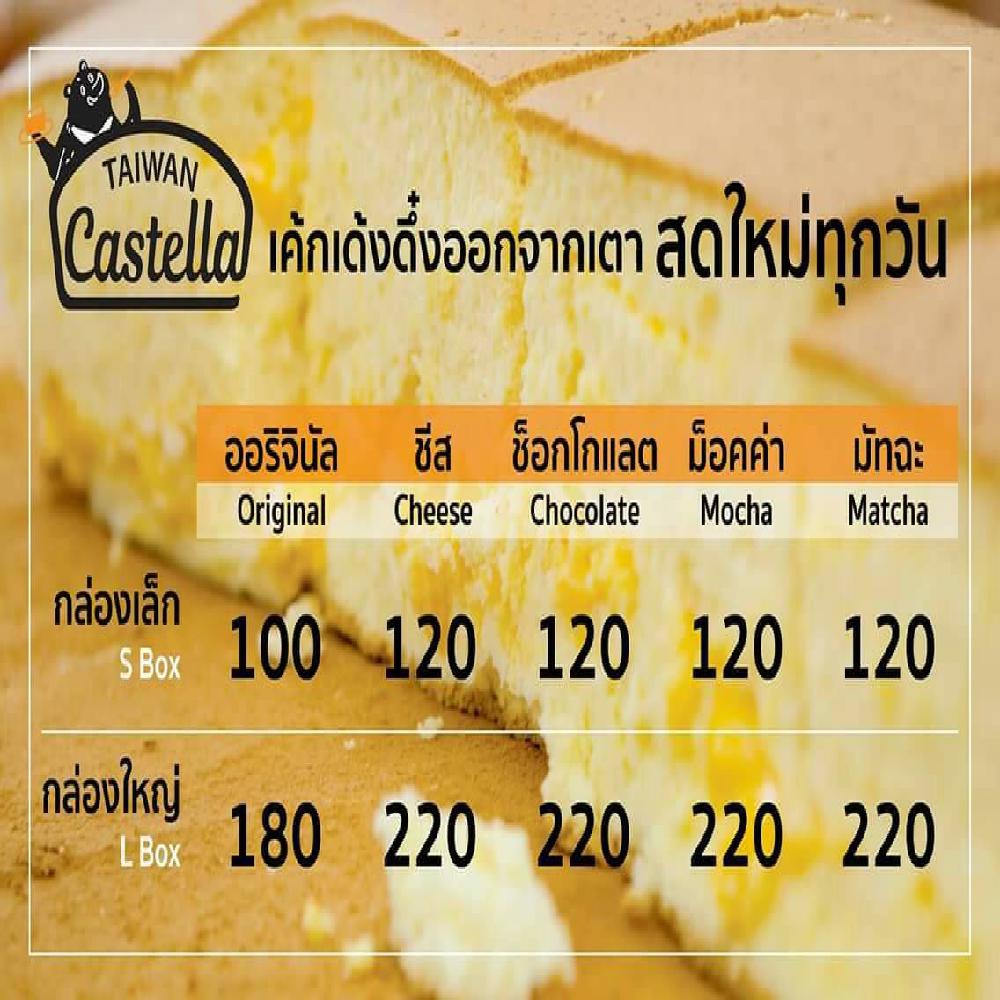 TAIWAN
Castella
เค้กเด้งดึ๋งออกจากเตา สดใหม่ทุกวัน
ออริจินัล ชีส ช็อกโกแลต ม็อคค่า มัทฉะ
Original Cheese Chocolate Mocha Matcha
กล่องเล็ก
S Box 100 120 120 120 120
กล่องใหญ่
L Box 180 220 220 220 220